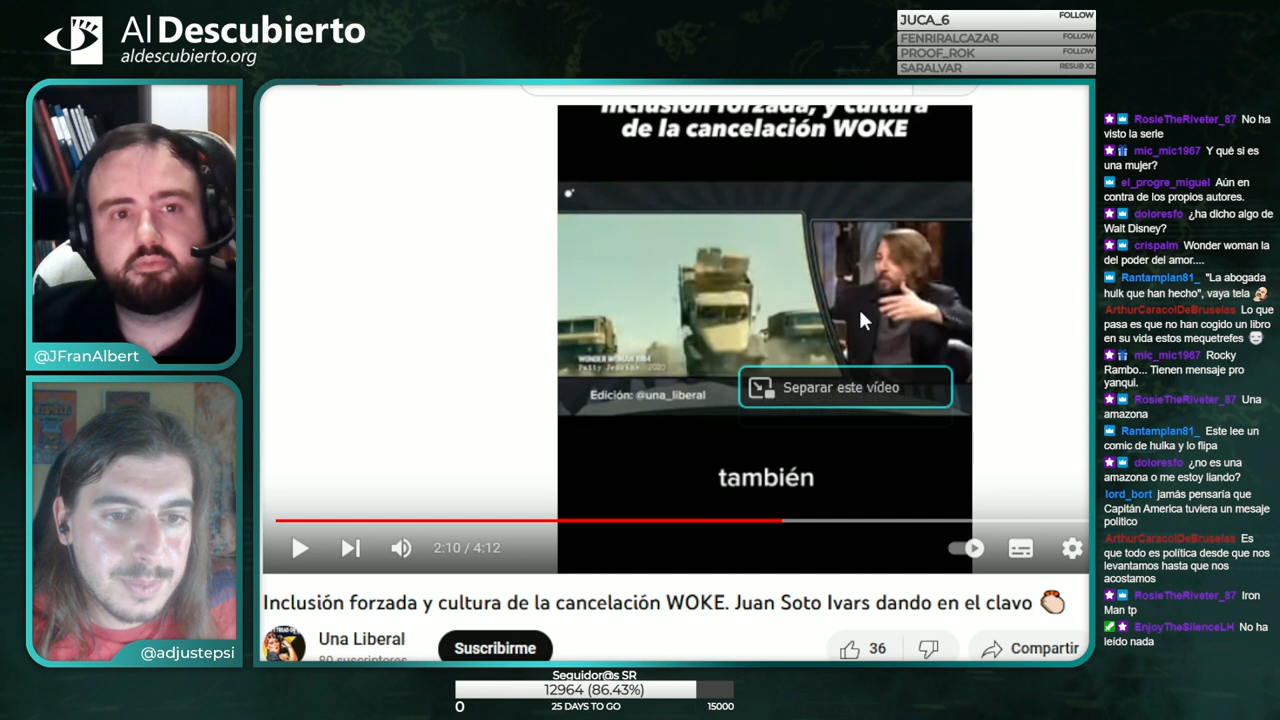 Al Descubierto
aldescubierto.org
JUCA_6 FOLLOW
FENRIRALCAZAR FOLLOW
PROOF_ROK FOLLOW
SARALVAR RESUB X2
@JFranAlbert
@adjustepsi
Inclusión forzada, y cultura
de la cancelación WOKE
WONDER WOMAN 1984
Patty Jenkins - 2020
Edición: @una_liberal
Separar este vídeo
también
2:10 / 4:12
Inclusión forzada y cultura de la cancelación WOKE. Juan Soto Ivars dando en el clavo
Una Liberal
80 suscriptores
Suscribirme
36
Compartir
RosieTheRiveter_87 No ha
visto la serie
mic_mic1967 Y qué si es
una mujer?
el_progre_miguel Aún en
contra de los propios autores.
doloresfo ¿ha dicho algo de
Walt Disney?
crispalm Wonder woman la
del poder del amor....
Rantamplan81_ "La abogada
hulk que han hecho", vaya tela
ArthurCaracolDeBruselas Lo que
pasa es que no han cogido un libro
en su vida estos mequetrefes
mic_mic1967 Rocky
Rambo... Tienen mensaje pro
yanqui.
RosieTheRiveter_87 Una
amazona
Rantamplan81_ Este lee un
comic de hulka y lo flipa
doloresfo ¿no es una
amazona o me estoy liando?
lord_bort jamás pensaría que
Capitán America tuviera un mesaje
politico
ArthurCaracolDeBruselas Es
que todo es política desde que nos
levantamos hasta que nos
acostamos
RosieTheRiveter_87 Iron
Man tp
EnjoyTheSilenceLH No ha
leído nada
Seguidor@s SR
12964 (86.43%)
0 25 DAYS TO GO 15000